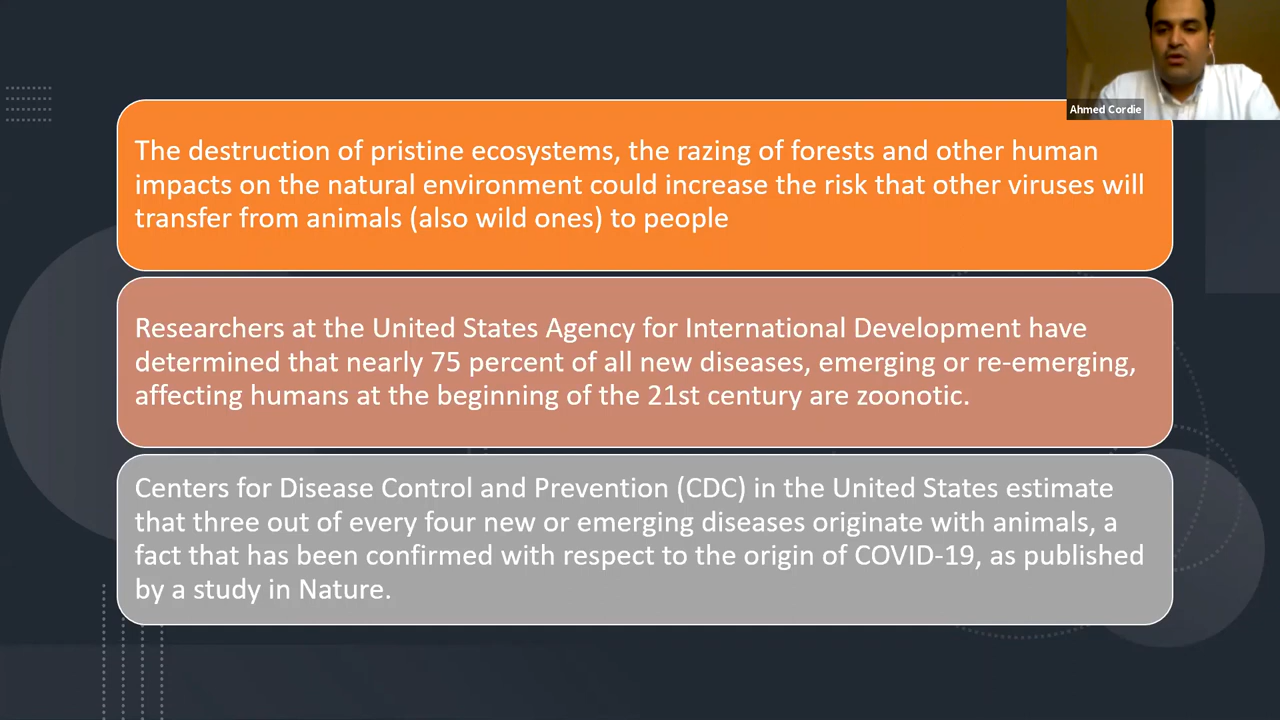 Ahmed Cordie
The destruction of pristine ecosystems, the razing of forests and other human
impacts on the natural environment could increase the risk that other viruses will
transfer from animals (also wild ones) to people
Researchers at the United States Agency for International Development have
determined that nearly 75 percent of all new diseases, emerging or re-emerging,
affecting humans at the beginning of the 21st century are zoonotic.
Centers for Disease Control and Prevention (CDC) in the United States estimate
that three out of every four new or emerging diseases originate with animals, a
fact that has been confirmed with respect to the origin of COVID-19, as published
by a study in Nature.